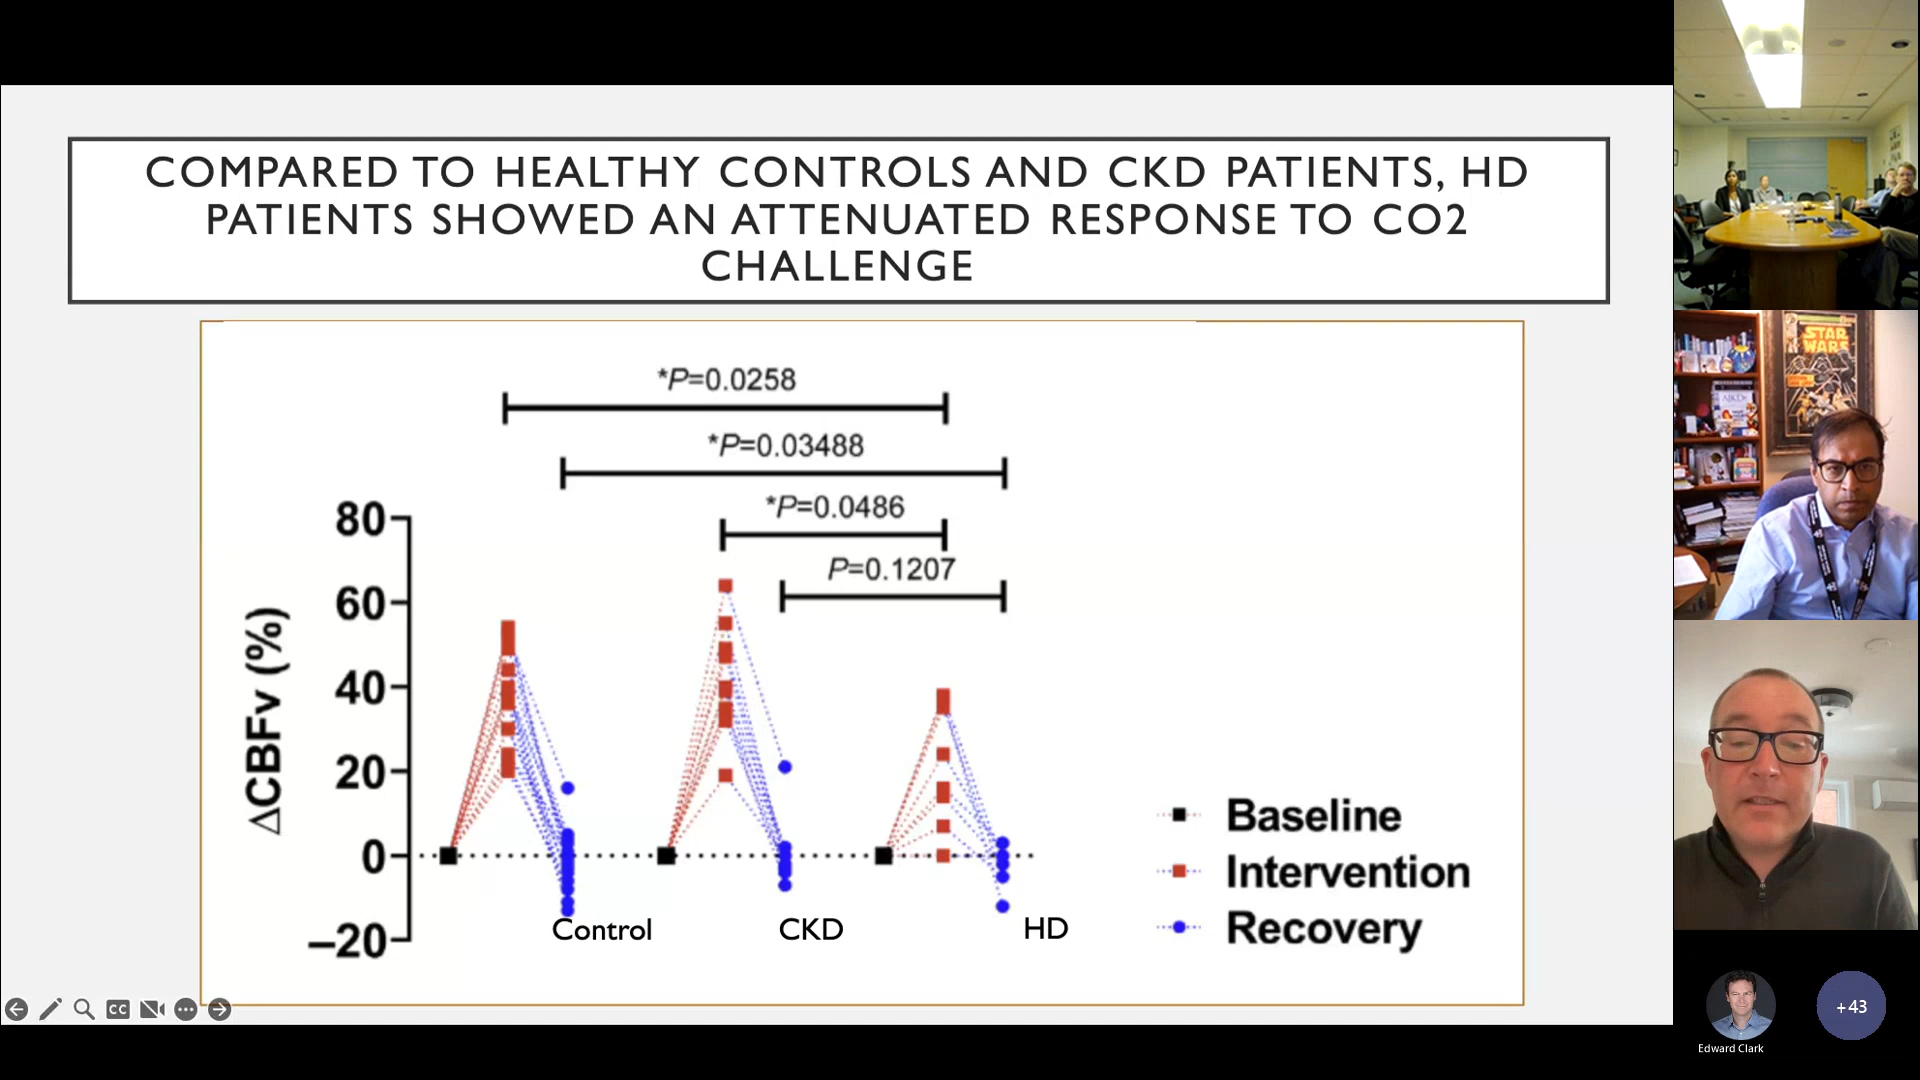 COMPARED TO HEALTHY CONTROLS AND CKD PATIENTS, HD
PATIENTS SHOWED AN ATTENUATED RESPONSE TO CO2
CHALLENGE
*P=0.0258
*P=0.03488
*P=0.0486
P=0.1207
ΔCBFv (%)
80
60
40
20
0
–20
Control
CKD
HD
Baseline
Intervention
Recovery
CC
STAR
WARS
AJKD
Edward Clark
+43